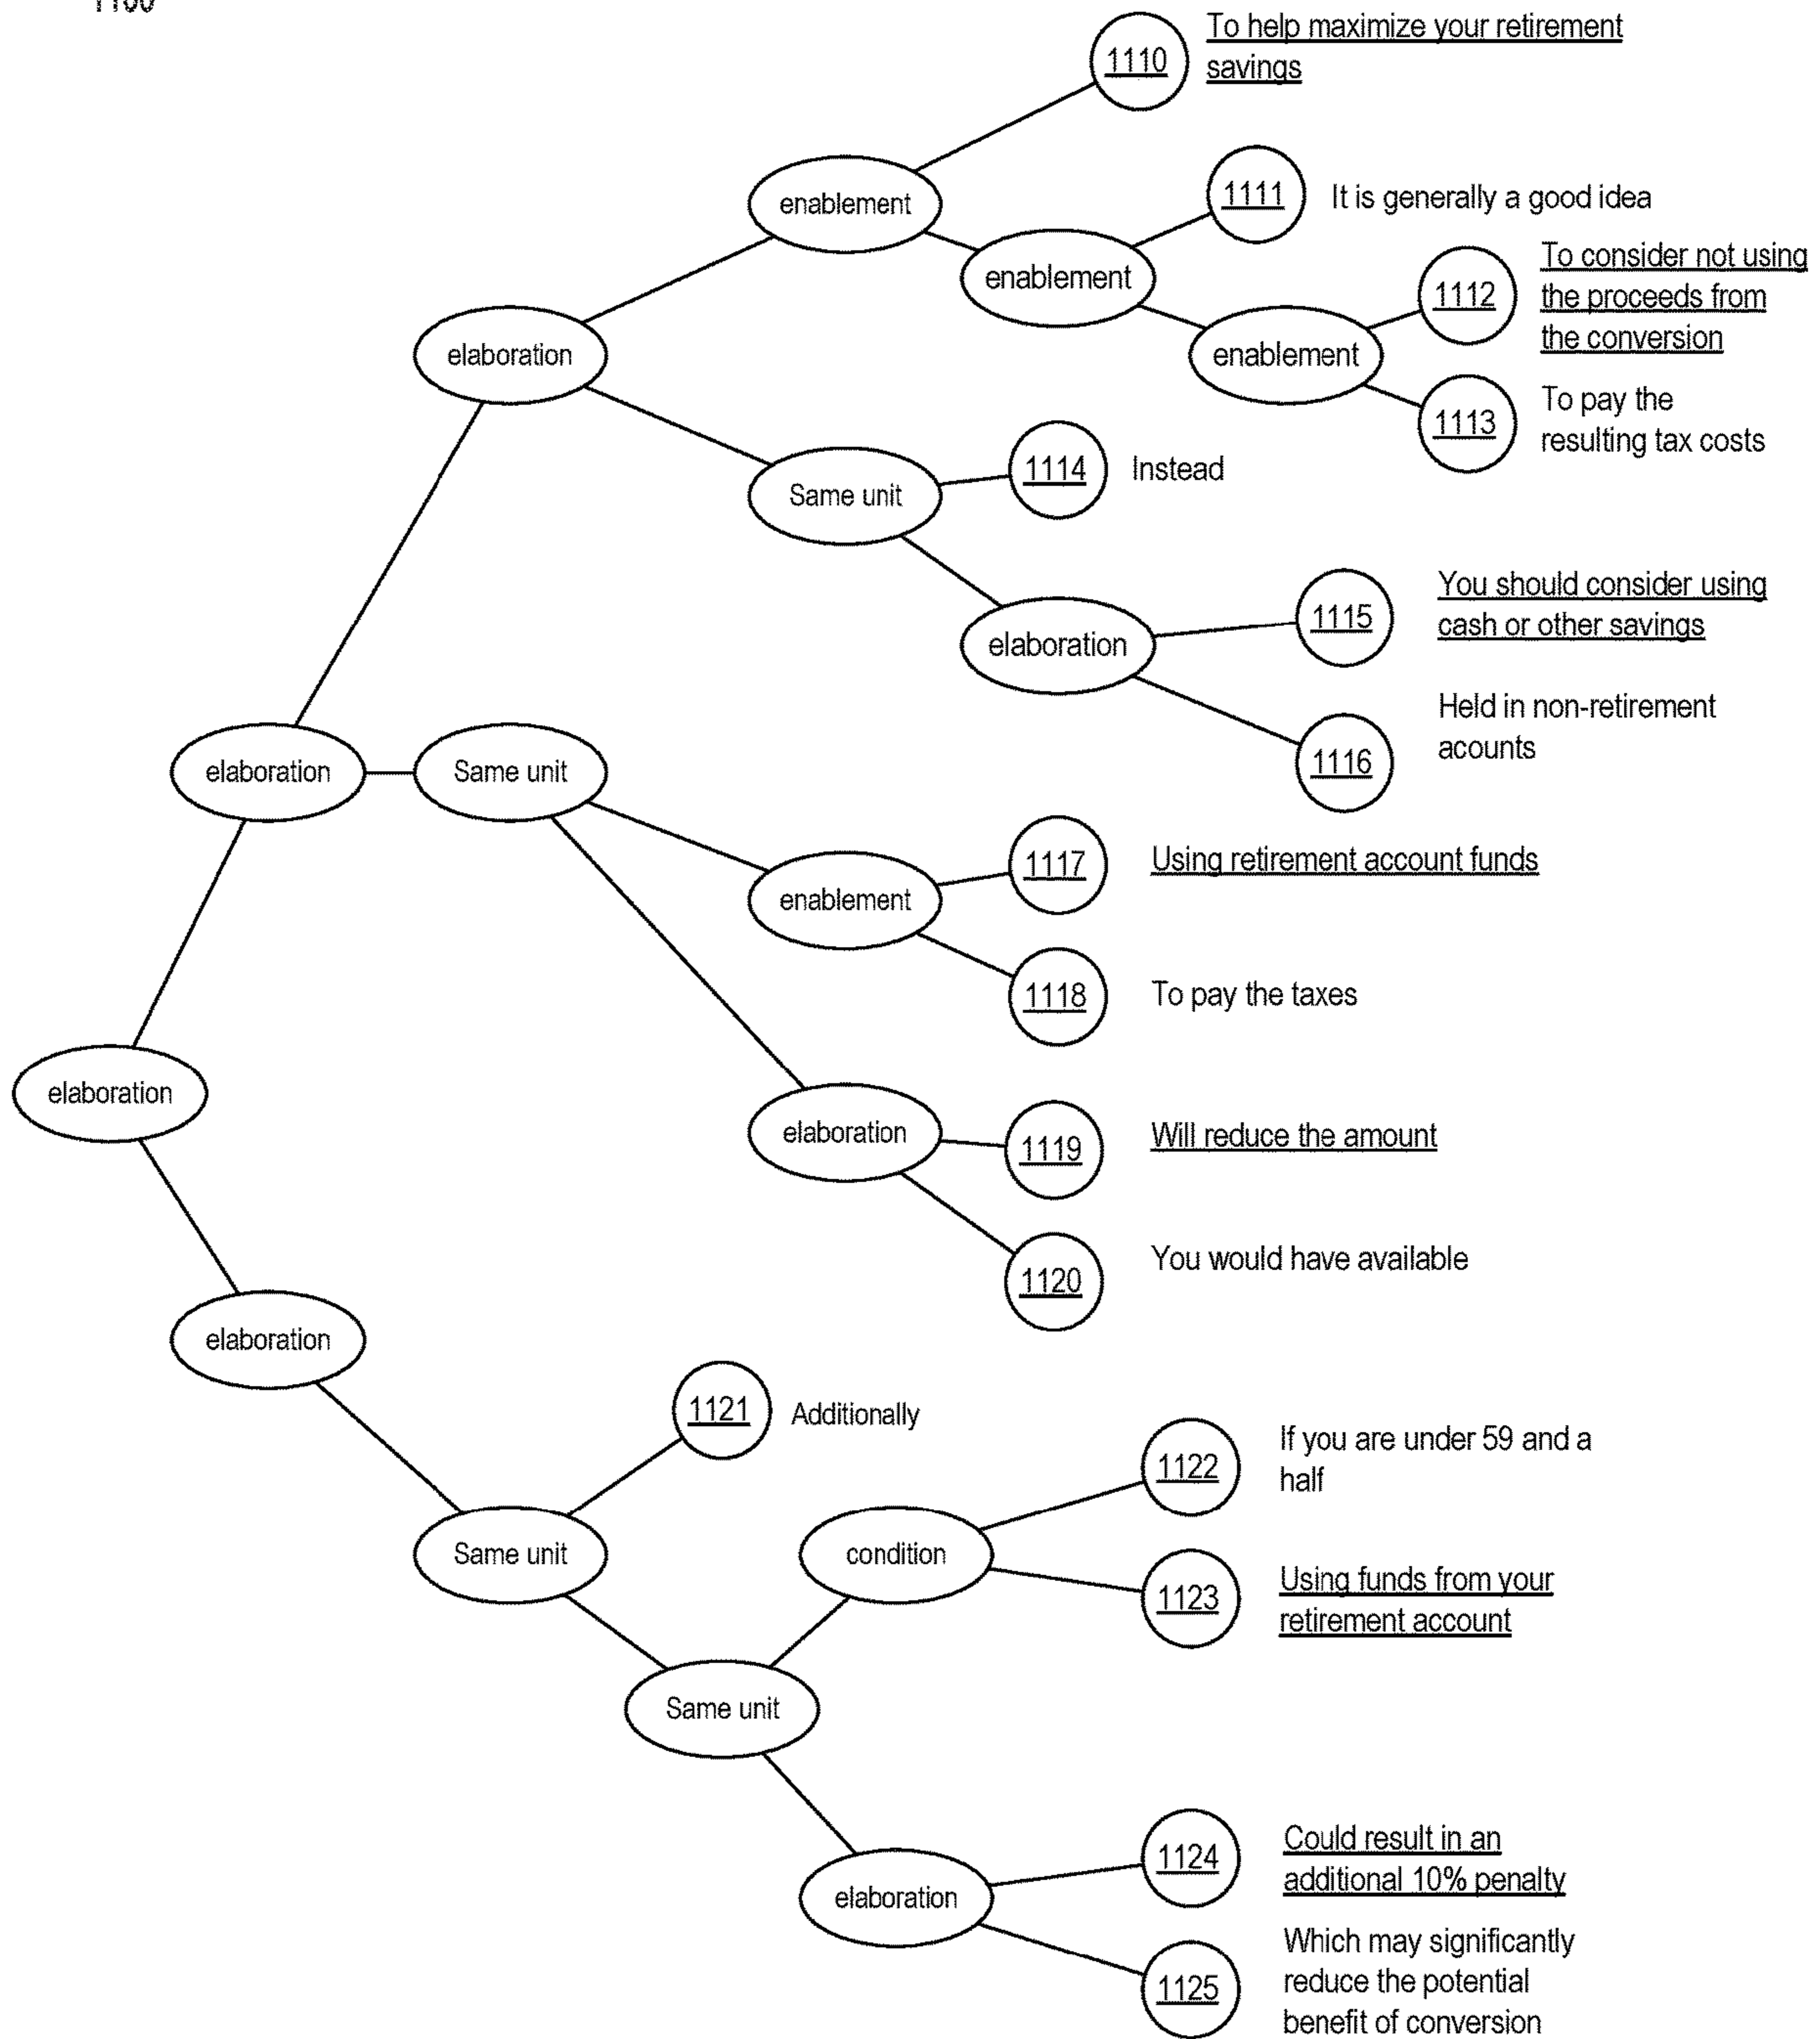 1110
To help maximize your retirement
savings
enablement
1111
It is generally a good idea
enablement
1112
To consider not using
the proceeds from
the conversion
elaboration
enablement
1113
To pay the
resulting tax costs
1114
Instead
Same unit
1115
You should consider using
cash or other savings
elaboration
1116
Held in non-retirement
acounts
elaboration
Same unit
1117
Using retirement account funds
enablement
1118
To pay the taxes
elaboration
elaboration
1119
Will reduce the amount
1120
You would have available
elaboration
1121
Additionally
1122
If you are under 59 and a
half
Same unit
condition
1123
Using funds from your
retirement account
Same unit
1124
Could result in an
additional 10% penalty
elaboration
1125
Which may significantly
reduce the potential
benefit of conversion